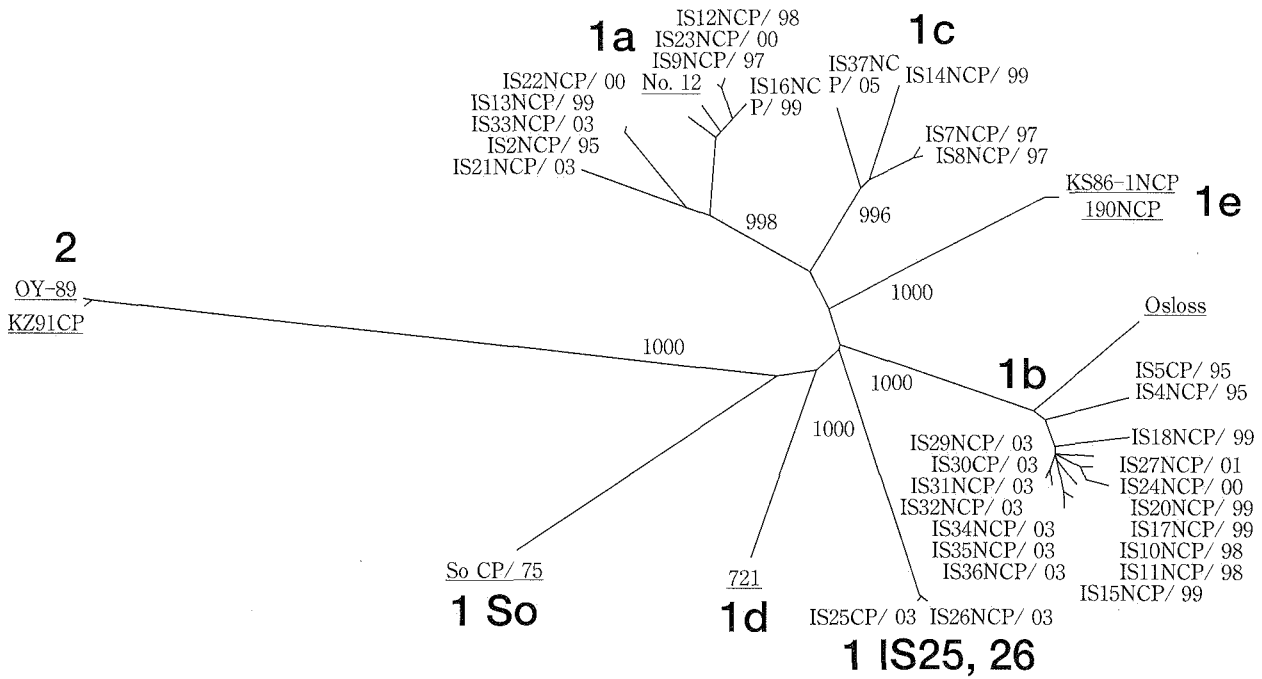 1a
IS12NCP/ 98
IS23NCP/ 00
IS9NCP/ 97
No. 12
IS16NC
P/ 99
IS22NCP/ 00
IS13NCP/ 99
IS33NCP/ 03
IS2NCP/ 95
IS21NCP/ 03
998
1c
IS37NC
P/ 05
IS14NCP/ 99
IS7NCP/ 97
IS8NCP/ 97
996
KS86-1NCP
190NCP
1e
1000
2
OY-89
KZ91CP
1000
Osloss
1b
1000
IS5CP/ 95
IS4NCP/ 95
IS18NCP/ 99
IS27NCP/ 01
IS24NCP/ 00
IS20NCP/ 99
IS17NCP/ 99
IS10NCP/ 98
IS11NCP/ 98
IS15NCP/ 99
IS29NCP/ 03
IS30CP/ 03
IS31NCP/ 03
IS32NCP/ 03
IS34NCP/ 03
IS35NCP/ 03
IS36NCP/ 03
1000
So CP/ 75
1 So
721
1d
IS25CP/ 03 IS26NCP/ 03
1 IS25, 26